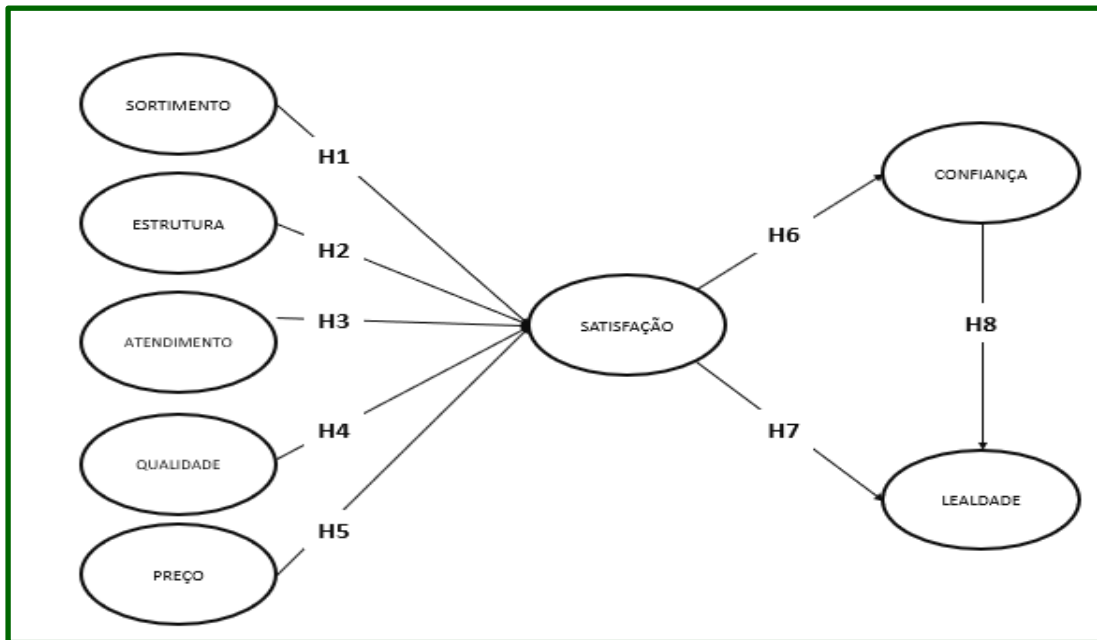 SORTIMENTO
H1
ESTRUTURA
H2
ATENDIMENTO
H3
QUALIDADE
H4
PREÇO
H5
SATISFAÇÃO
H6
CONFIANÇA
H7
H8
LEALDADE